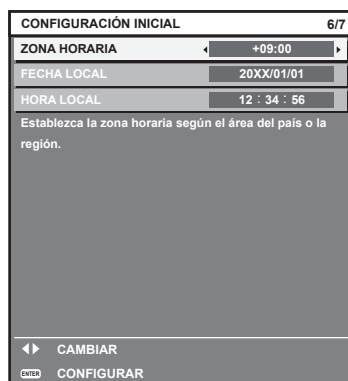 CONFIGURACIÓN INICIAL 6/7
ZONA HORARIA +09:00
FECHA LOCAL 20XX/01/01
HORA LOCAL 12 : 34 : 56
Establezca la zona horaria según el área del país o la
región.
CAMBIAR
ENTER CONFIGURAR